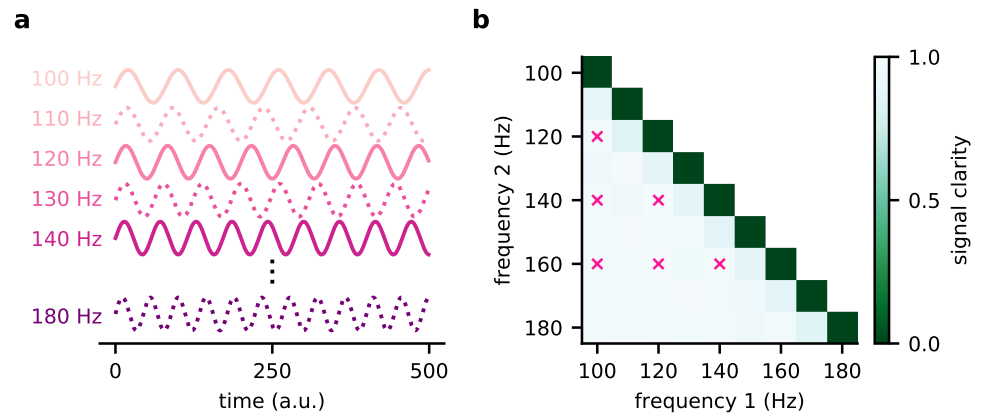 a
100 Hz
110 Hz
120 Hz
130 Hz
140 Hz
180 Hz
0
250
500
time (a.u.)
b
100
120
140
160
180
frequency 2 (Hz)
100
120
140
160
180
frequency 1 (Hz)
1.0
0.5
0.0
signal clarity